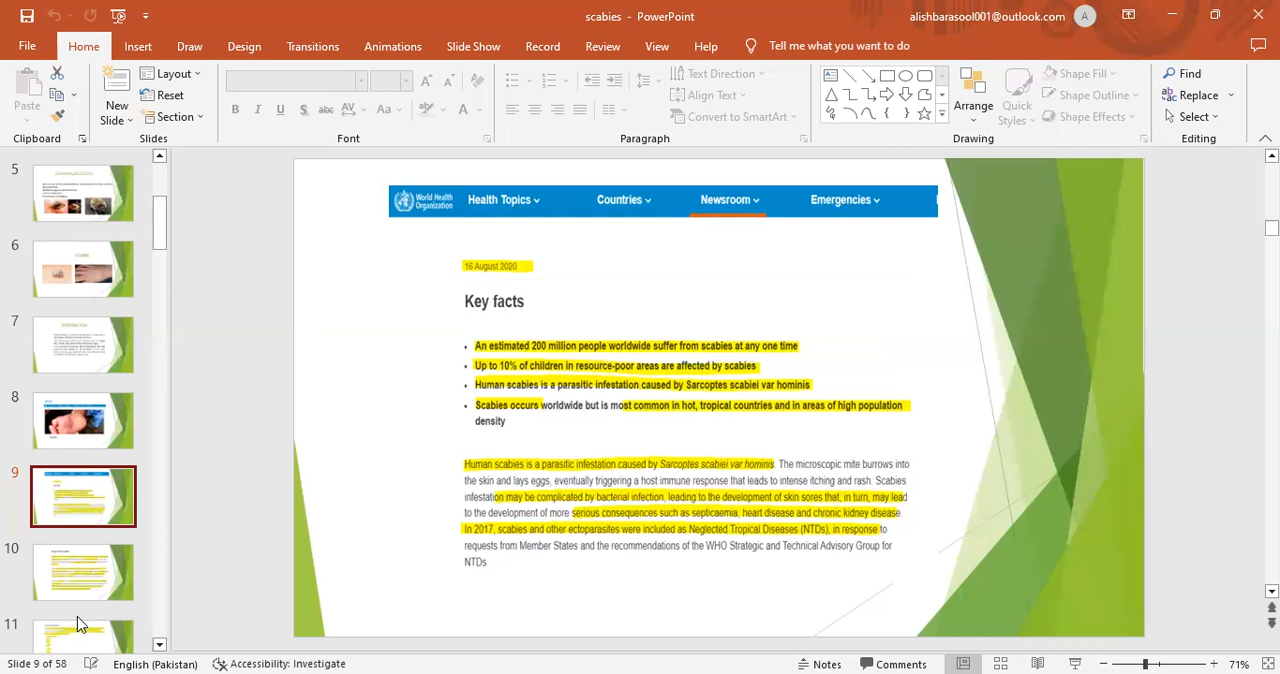 scabies - PowerPoint
alishbarasool001@outlook.com
A
File
Home
Insert
Draw
Design
Transitions
Animations
Slide Show
Record
Review
View
Help
Tell me what you want to do
Paste
Clipboard
New
Slide
Layout
Reset
Section
Slides
B I U S abc AV Aa A
Font
Text Direction
Align Text
Convert to SmartArt
Paragraph
Arrange
Quick
Styles
Shape Fill
Shape Outline
Shape Effects
Drawing
Find
Replace
Select
Editing
5
6
7
8
9
10
11
World Health
Organization
Health Topics
Countries
Newsroom
Emergencies
16 August 2020
Key facts
• An estimated 200 million people worldwide suffer from scabies at any one time
• Up to 10% of children in resource-poor areas are affected by scabies
• Human scabies is a parasitic infestation caused by Sarcoptes scabiei var hominis
• Scabies occurs worldwide but is most common in hot, tropical countries and in areas of high population
density
Human scabies is a parasitic infestation caused by Sarcoptes scabiei var hominis. The microscopic mite burrows into
the skin and lays eggs, eventually triggering a host immune response that leads to intense itching and rash. Scabies
infestation may be complicated by bacterial infection, leading to the development of skin sores that, in turn, may lead
to the development of more serious consequences such as septicaemia, heart disease and chronic kidney disease.
In 2017, scabies and other ectoparasites were included as Neglected Tropical Diseases (NTDs), in response to
requests from Member States and the recommendations of the WHO Strategic and Technical Advisory Group for
NTDs.
Slide 9 of 58
English (Pakistan)
Accessibility: Investigate
Notes
Comments
71%